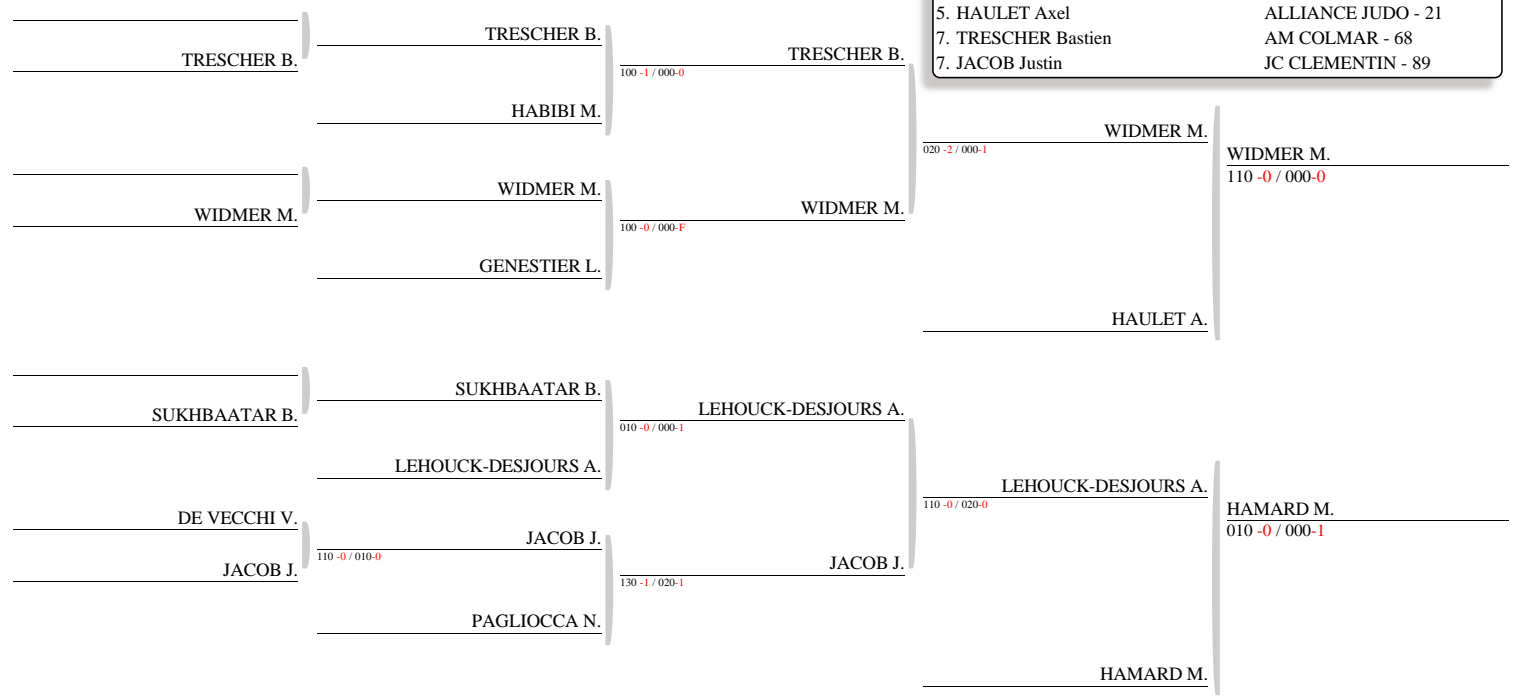 5. HAULET Axel ALLIANCE JUDO - 21
7. TRESCHER Bastien AM COLMAR - 68
7. JACOB Justin JC CLEMENTIN - 89
TRESCHER B.
WIDMER M.
SUKHBAATAR B.
DE VECCHI V.
JACOB J.
TRESCHER B.
HABIBI M.
WIDMER M.
GENESTIER L.
SUKHBAATAR B.
LEHOUCK-DESJOURS A.
JACOB J.
110 -0 / 010-0
PAGLIOCCA N.
TRESCHER B.
100 -1 / 000-0
WIDMER M.
100 -0 / 000-F
LEHOUCK-DESJOURS A.
010 -0 / 000-1
JACOB J.
130 -1 / 020-1
WIDMER M.
020 -2 / 000-1
HAULET A.
LEHOUCK-DESJOURS A.
110 -0 / 020-0
HAMARD M.
WIDMER M.
110 -0 / 000-0
HAMARD M.
010 -0 / 000-1